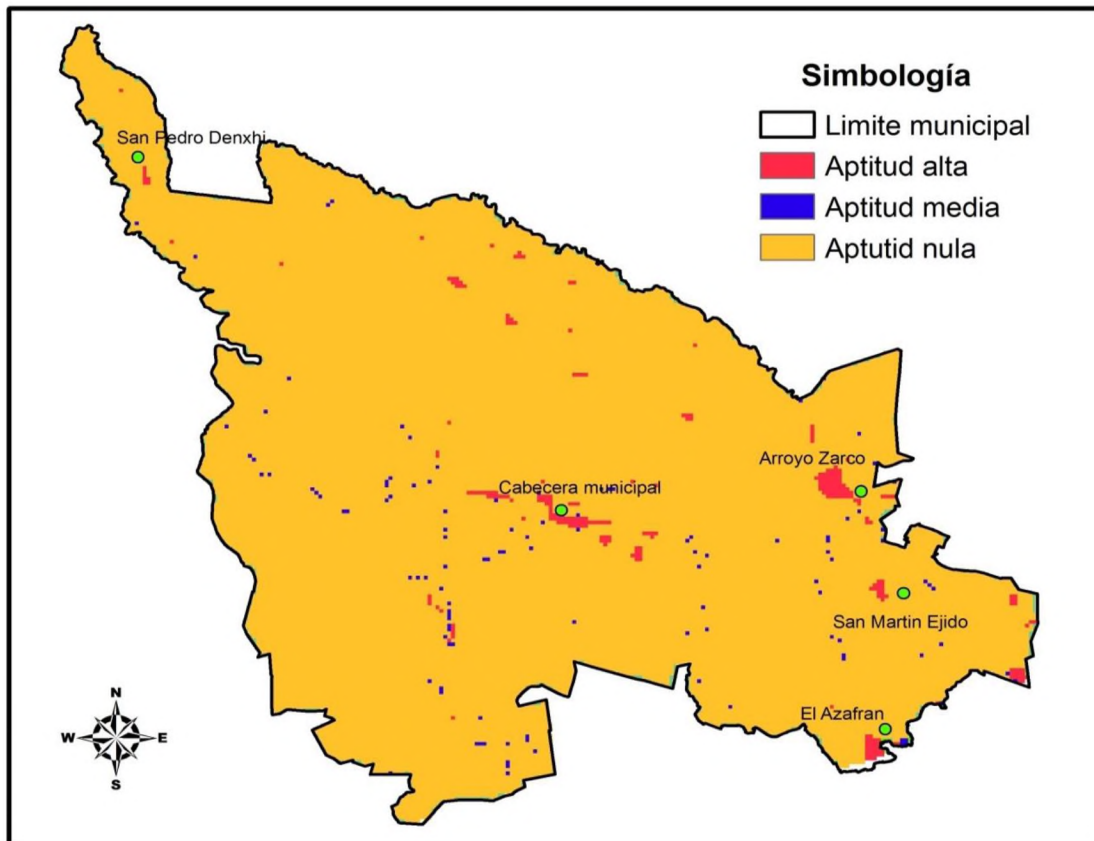 Simbología
Limite municipal
Aptitud alta
Aptitud media
Aptutid nula
San Pedro Denxhi
Arroyo Zarco
Cabecera municipal
San Martin Ejido
El Azafran
N
W E
S